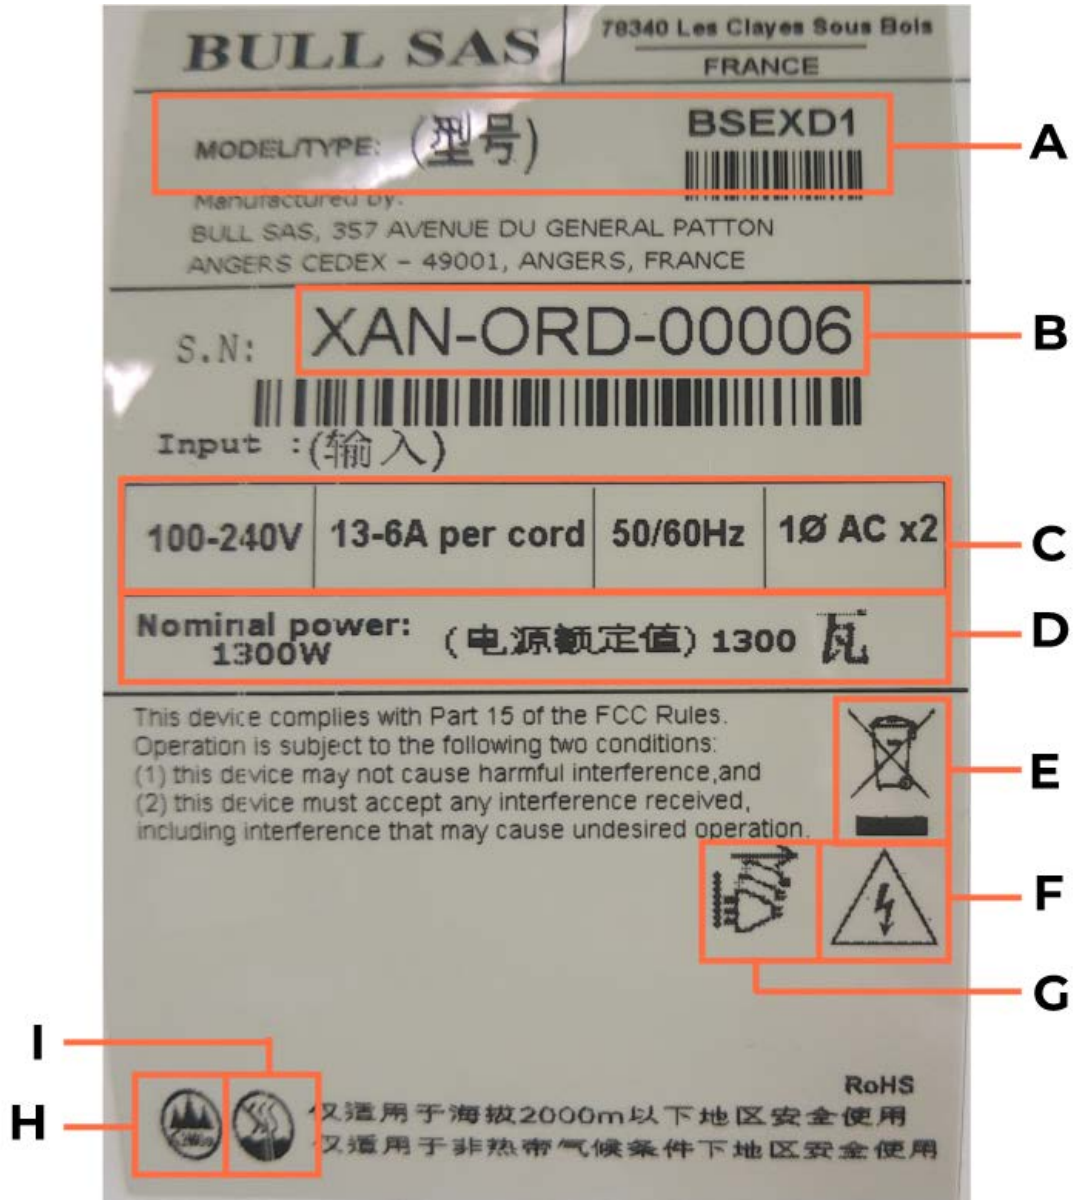 BULL SAS
78340 Les Clayes Sous Bois
FRANCE
MODEL/TYPE: (型号)
BSEXD1
A
Manufactured by:
BULL SAS, 357 AVENUE DU GENERAL PATTON
ANGERS CEDEX – 49001, ANGERS, FRANCE
S.N: XAN-ORD-00006
B
Input :(输入)
100-240V 13-6A per cord 50/60Hz 1Ø AC x2
C
Nominal power: (电源额定值) 1300 瓦
1300W
D
This device complies with Part 15 of the FCC Rules.
Operation is subject to the following two conditions:
(1) this device may not cause harmful interference,and
(2) this device must accept any interference received,
including interference that may cause undesired operation.
E
F
G
I
H
RoHS
仅适用于海拔2000m以下地区安全使用
仅适用于非热带气候条件下地区安全使用